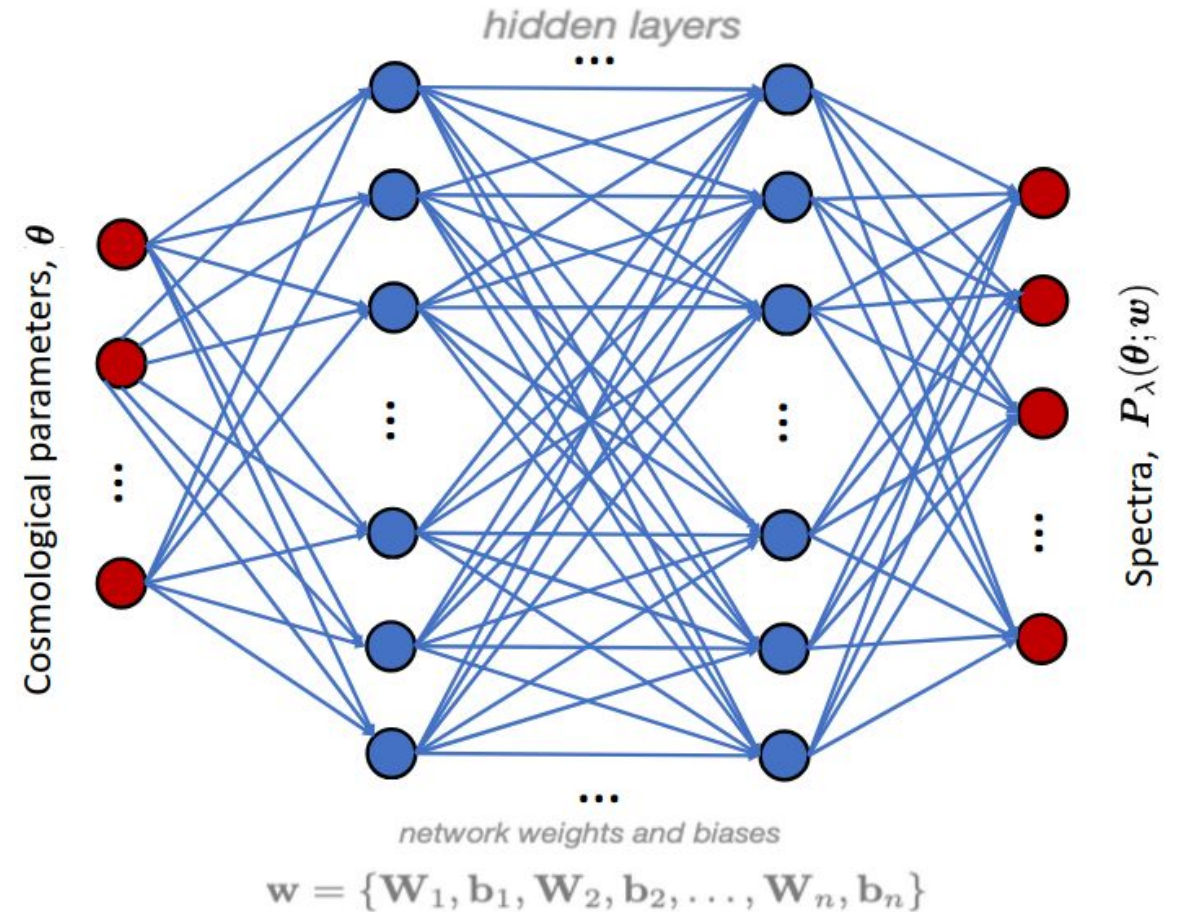 hidden layers
...
Cosmological parameters, θ
...
...
...
...
Spectra, P_λ(θ; w)
...
network weights and biases
w = {W₁, b₁, W₂, b₂, . . . , Wₙ, bₙ}